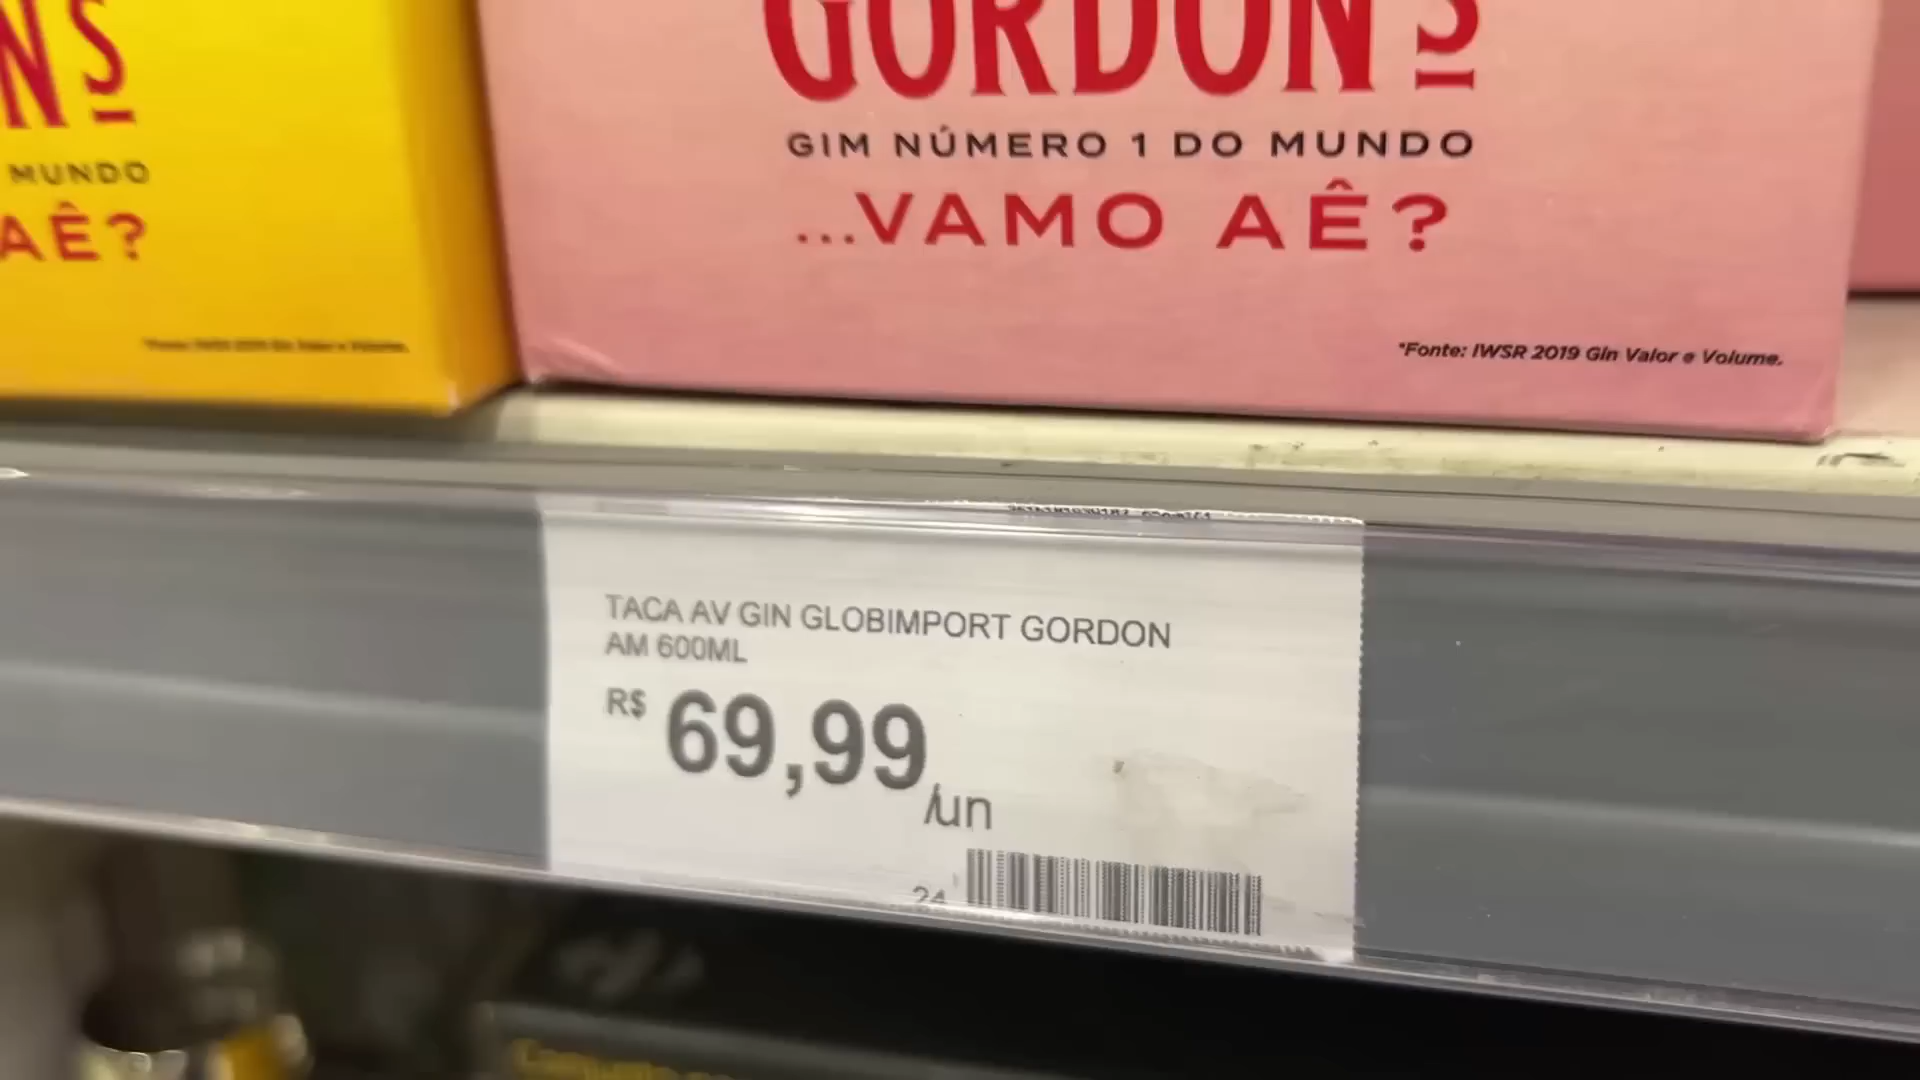 NS
MUNDO
AÊ?
GORDON'S
GIM NÚMERO 1 DO MUNDO
...VAMO AÊ?
*Fonte: IWSR 2019 Gin Valor e Volume.
TACA AV GIN GLOBIMPORT GORDON
AM 600ML
R$ 69,99 /un
24